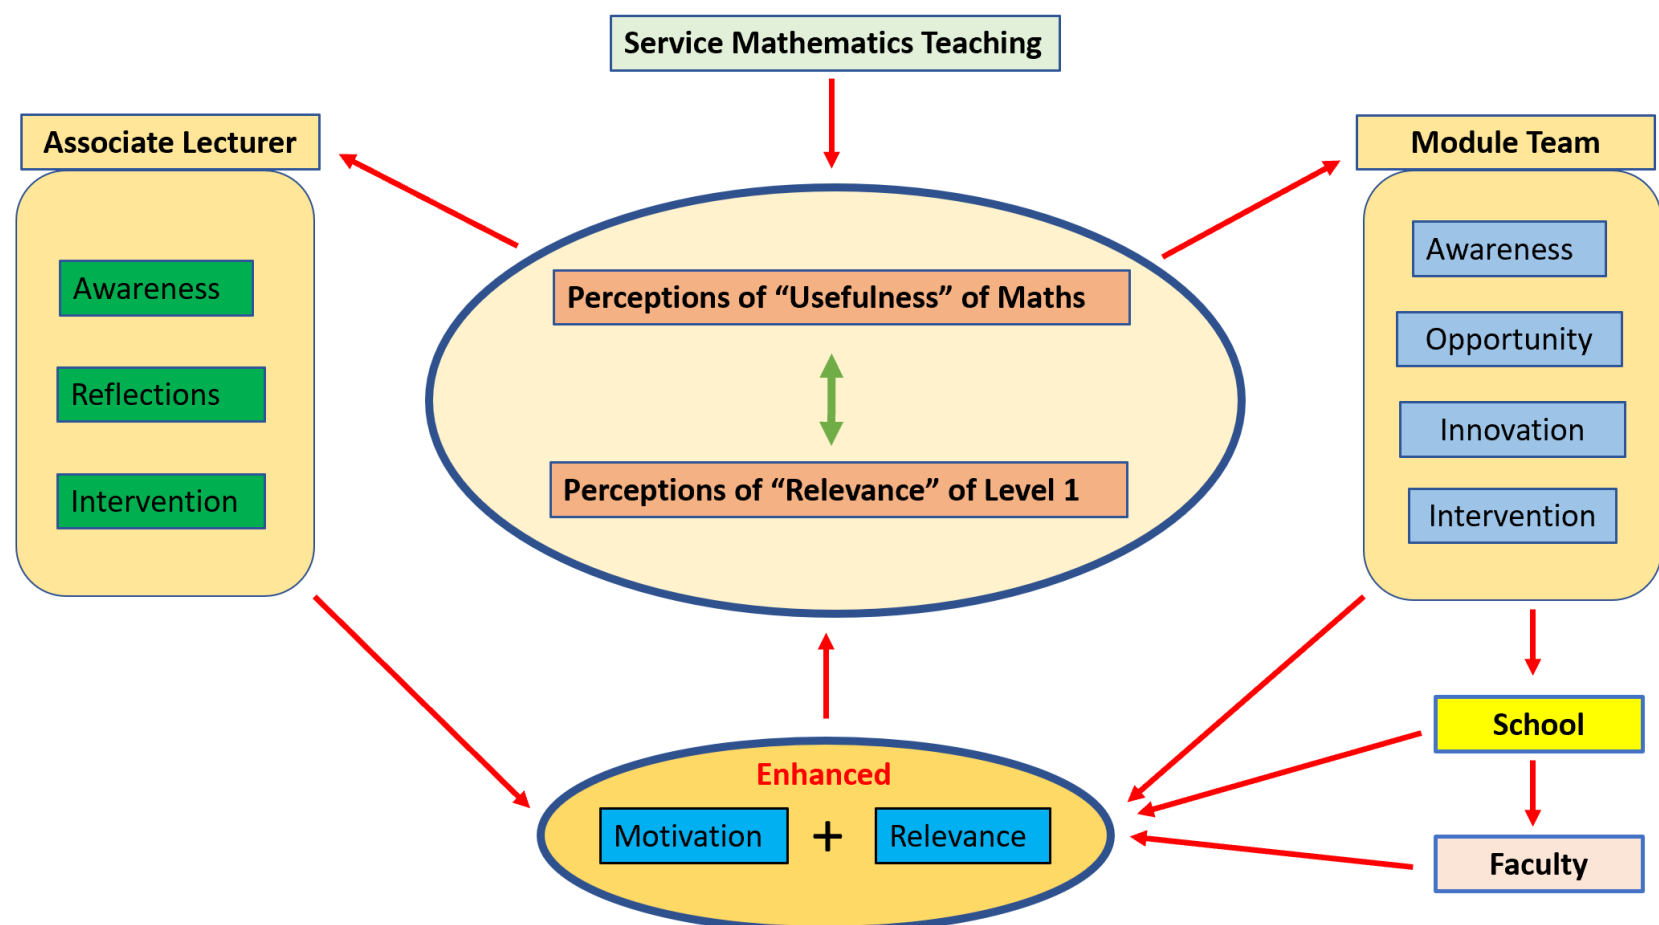 Service Mathematics Teaching
Associate Lecturer
Awareness
Reflections
Intervention
Perceptions of “Usefulness” of Maths
Perceptions of “Relevance” of Level 1
Module Team
Awareness
Opportunity
Innovation
Intervention
School
Faculty
Enhanced
Motivation + Relevance